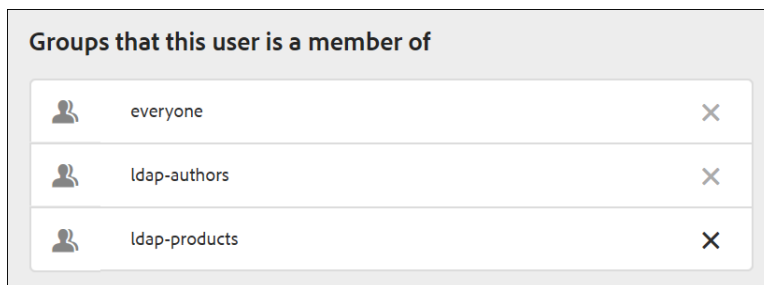 Groups that this user is a member of
everyone
ldap-authors
ldap-products